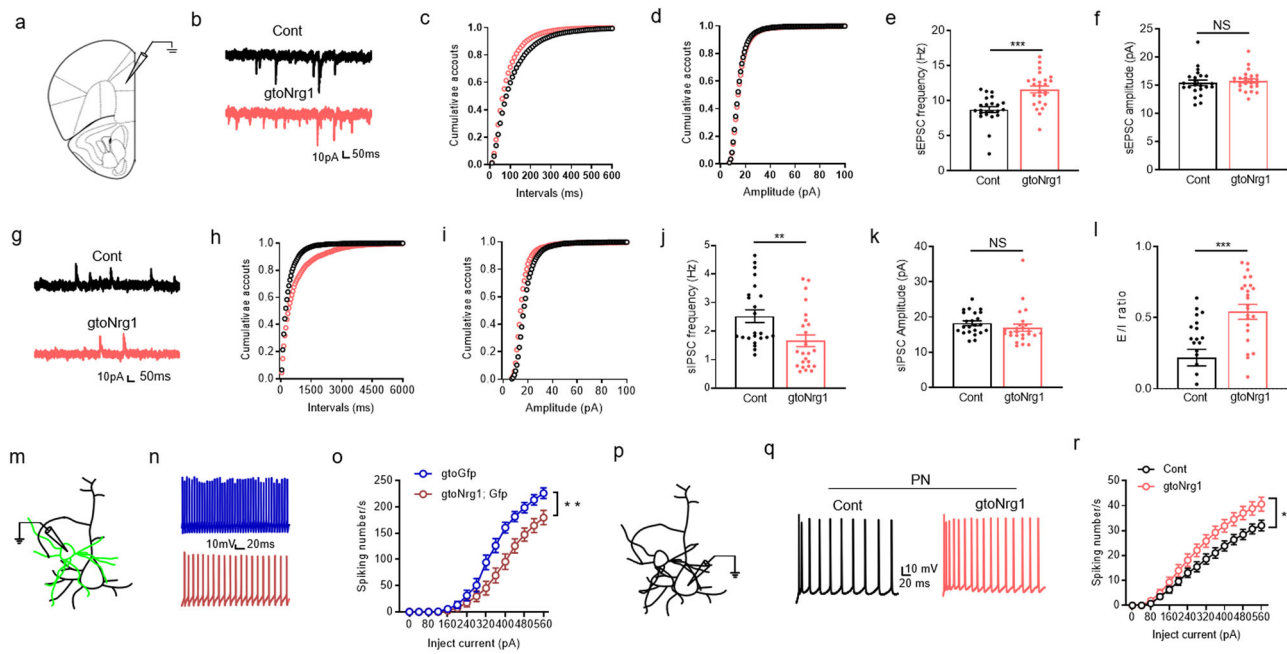 a
b
Cont
gtoNrg1
10pA 50ms
c
Cumulativae accouts
1.0
0.8
0.6
0.4
0.2
0.0
0 100 200 300 400 500 600
Intervals (ms)
d
Cumulativae accouts
1.0
0.8
0.6
0.4
0.2
0.0
0 20 40 60 80 100
Amplitude (pA)
e
sEPSC frequency (Hz)
20
15
10
5
0
***
Cont gtoNrg1
f
sEPSC amplitude (pA)
25
20
15
10
5
0
NS
Cont gtoNrg1
g
Cont
gtoNrg1
10pA 50ms
h
Cumulativae accouts
1.0
0.8
0.6
0.4
0.2
0.0
0 1500 3000 4500 6000
Intervals (ms)
i
Cumulativae accouts
1.0
0.8
0.6
0.4
0.2
0.0
0 20 40 60 80 100
Amplitude (pA)
j
sIPSC frequency (Hz)
5
4
3
2
1
0
**
Cont gtoNrg1
k
sIPSC Amplitude (pA)
40
30
20
10
0
NS
Cont gtoNrg1
l
E/I ratio
1.0
0.8
0.6
0.4
0.2
0.0
***
Cont gtoNrg1
m
n
10mV 20ms
o
gtoGfp
gtoNrg1; Gfp
Spiking number/s
250
200
150
100
50
0
**
0 80 160 240 320 400 480 560
Inject current (pA)
p
q
PN
Cont gtoNrg1
10 mV
20 ms
r
Cont
gtoNrg1
Spiking number/s
50
40
30
20
10
0
*
0 80 160 240 320 400 480 560
Inject current (pA)